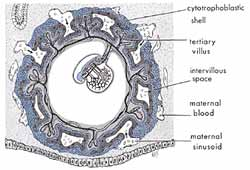 cytotrophoblastic
shell
tertiary
villus
intervillous
space
maternal
blood
maternal
sinusoid